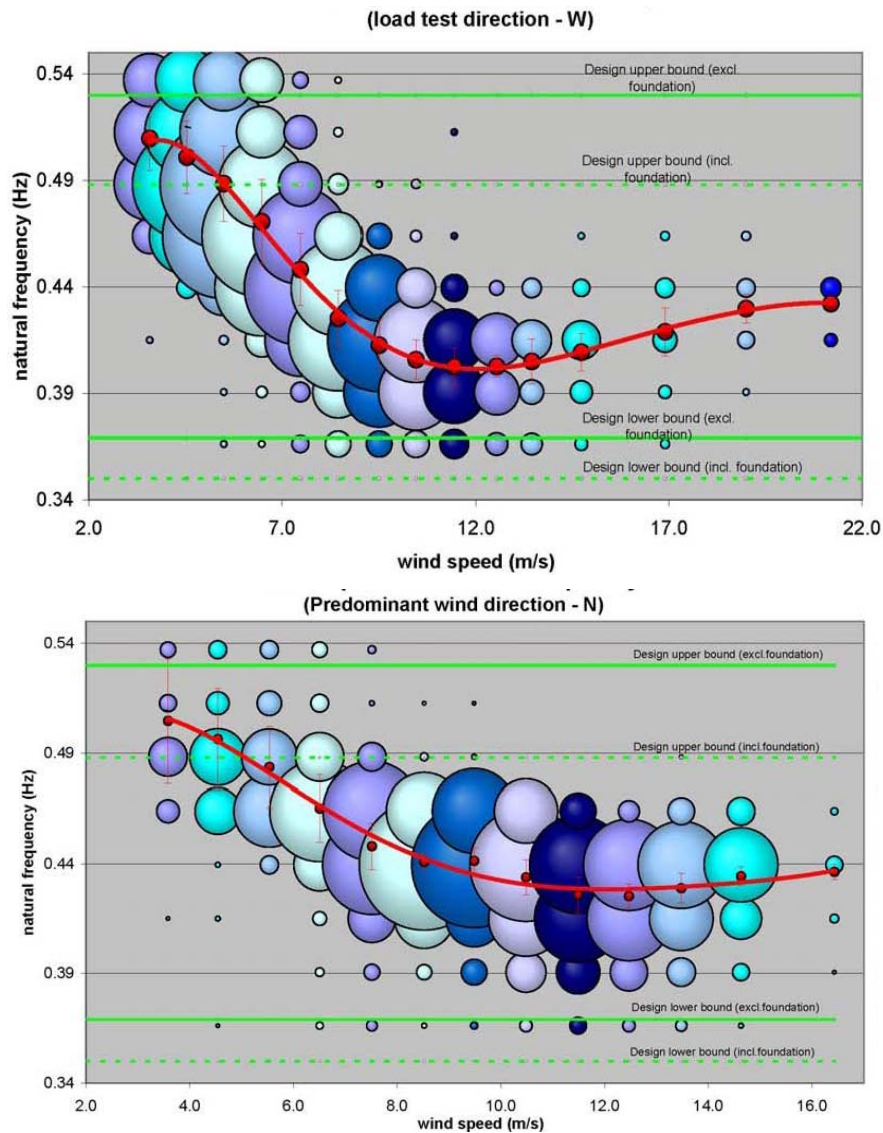 (load test direction - W)
0.54
0.49
0.44
0.39
0.34
natural frequency (Hz)
Design upper bound (excl.
foundation)
Design upper bound (incl.
foundation)
Design lower bound (excl.
foundation)
Design lower bound (incl. foundation)
2.0 7.0 12.0 17.0 22.0
wind speed (m/s)
(Predominant wind direction - N)
0.54
0.49
0.44
0.39
0.34
natural frequency (Hz)
Design upper bound (excl.foundation)
Design upper bound (incl.foundation)
Design lower bound (excl.foundation)
Design lower bound (incl.foundation)
2.0 4.0 6.0 8.0 10.0 12.0 14.0 16.0
wind speed (m/s)